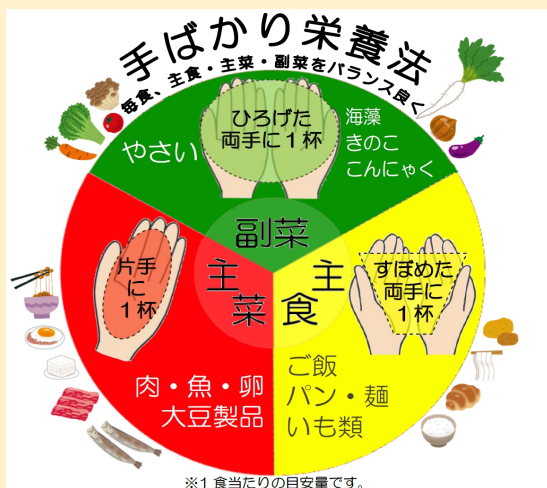 手ばかり栄養法
毎食、主食・主菜・副菜をバランス良く
やさい
ひろげた
両手に1杯
海藻
きのこ
こんにゃく
副菜
主菜
片手
に
1杯
肉・魚・卵
大豆製品
主食
すぼめた
両手に
1杯
ご飯
パン・麺
いも類
※1食当たりの目安量です。